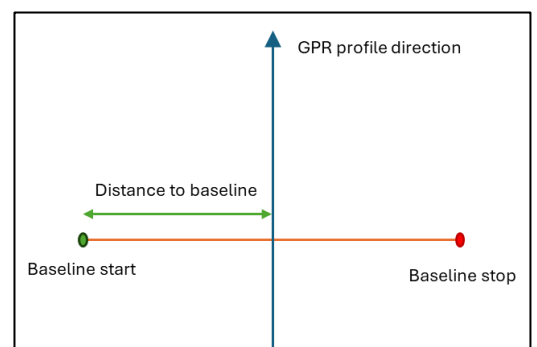 GPR profile direction
Distance to baseline
Baseline start
Baseline stop